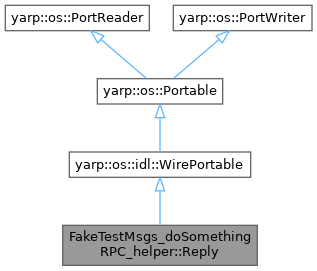 yarp::os::PortReader
yarp::os::PortWriter
yarp::os::Portable
yarp::os::idl::WirePortable
FakeTestMsgs_doSomething
RPC_helper::Reply